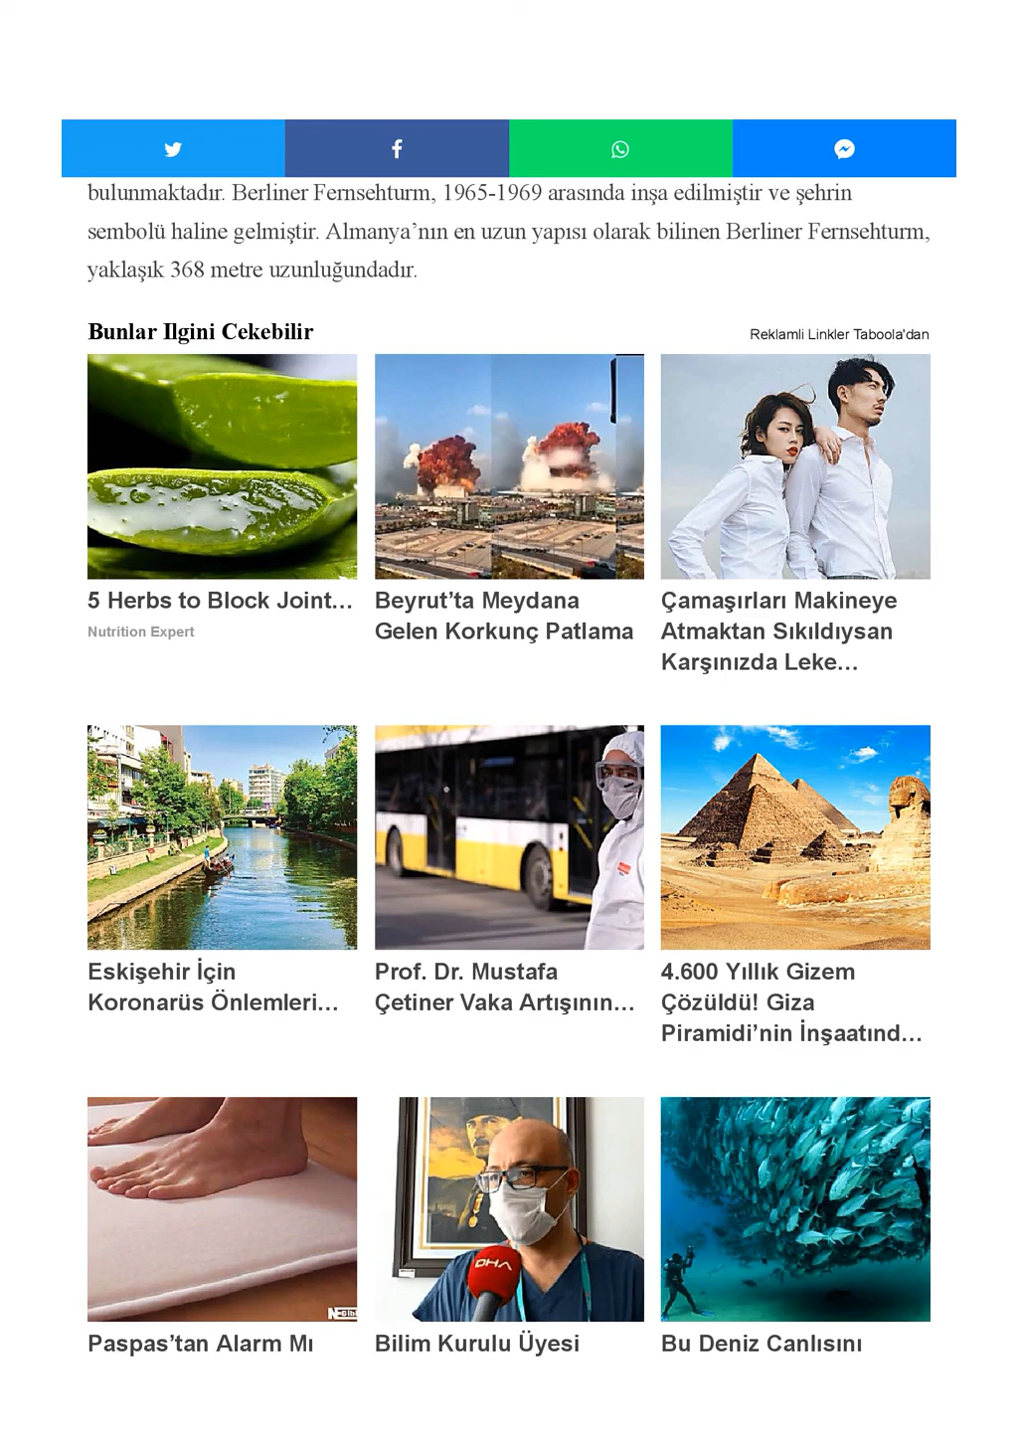 bulunmaktadır. Berliner Fernsehturm, 1965-1969 arasında inşa edilmiştir ve şehrin
sembolü haline gelmiştir. Almanya’nın en uzun yapısı olarak bilinen Berliner Fernsehturm,
yaklaşık 368 metre uzunluğundadır.
Bunlar Ilgini Cekebilir
Reklamli Linkler Taboola'dan
5 Herbs to Block Joint…
Nutrition Expert
Beyrut’ta Meydana
Gelen Korkunç Patlama
Çamaşırları Makineye
Atmaktan Sıkıldıysan
Karşınızda Leke…
Eskişehir İçin
Koronarüs Önlemleri…
Prof. Dr. Mustafa
Çetiner Vaka Artışının…
4.600 Yıllık Gizem
Çözüldü! Giza
Piramidi’nin İnşaatınd…
Paspas’tan Alarm Mı
DHA
Bilim Kurulu Üyesi
Bu Deniz Canlısını